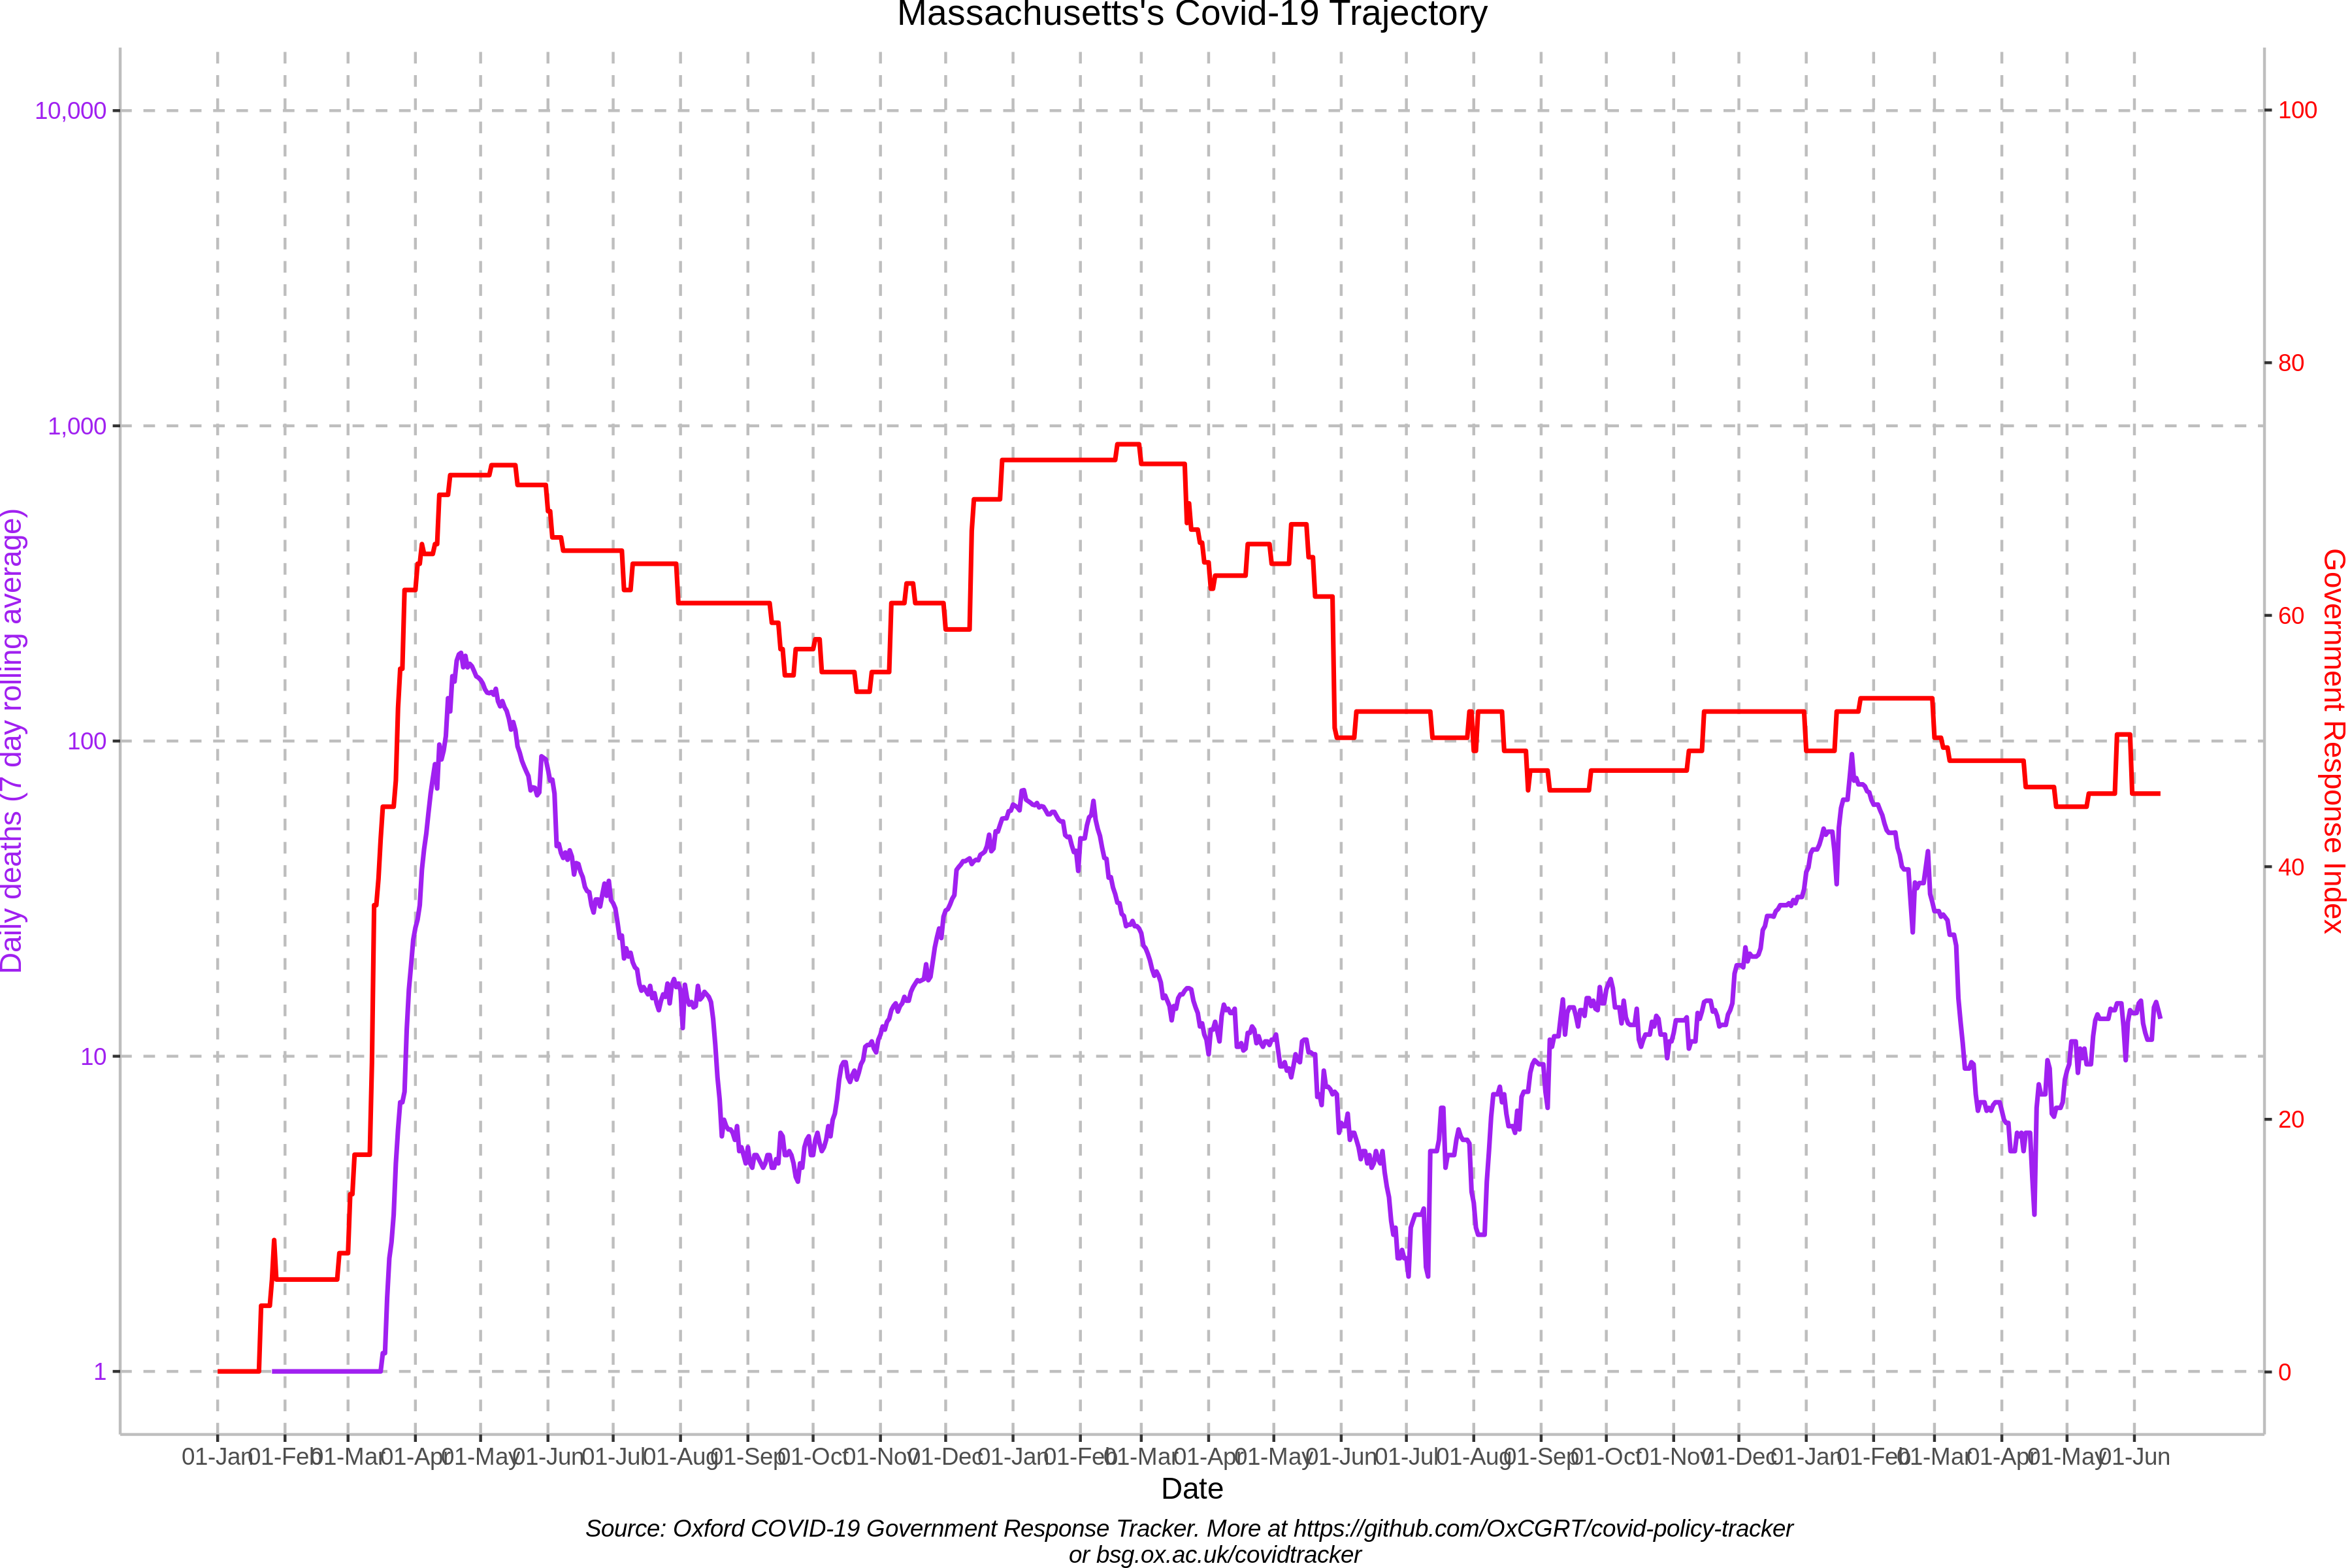 Massachusetts's Covid-19 Trajectory
10,000
1,000
100
10
1
Daily deaths (7 day rolling average)
100
80
60
40
20
0
Government Response Index
01-Jan 01-Feb 01-Mar 01-Apr 01-May 01-Jun 01-Jul 01-Aug 01-Sep 01-Oct 01-Nov 01-Dec 01-Jan 01-Feb 01-Mar 01-Apr 01-May 01-Jun 01-Jul 01-Aug 01-Sep 01-Oct 01-Nov 01-Dec 01-Jan 01-Feb 01-Mar 01-Apr 01-May 01-Jun
Date
Source: Oxford COVID-19 Government Response Tracker. More at https://github.com/OxCGRT/covid-policy-tracker
or bsg.ox.ac.uk/covidtracker